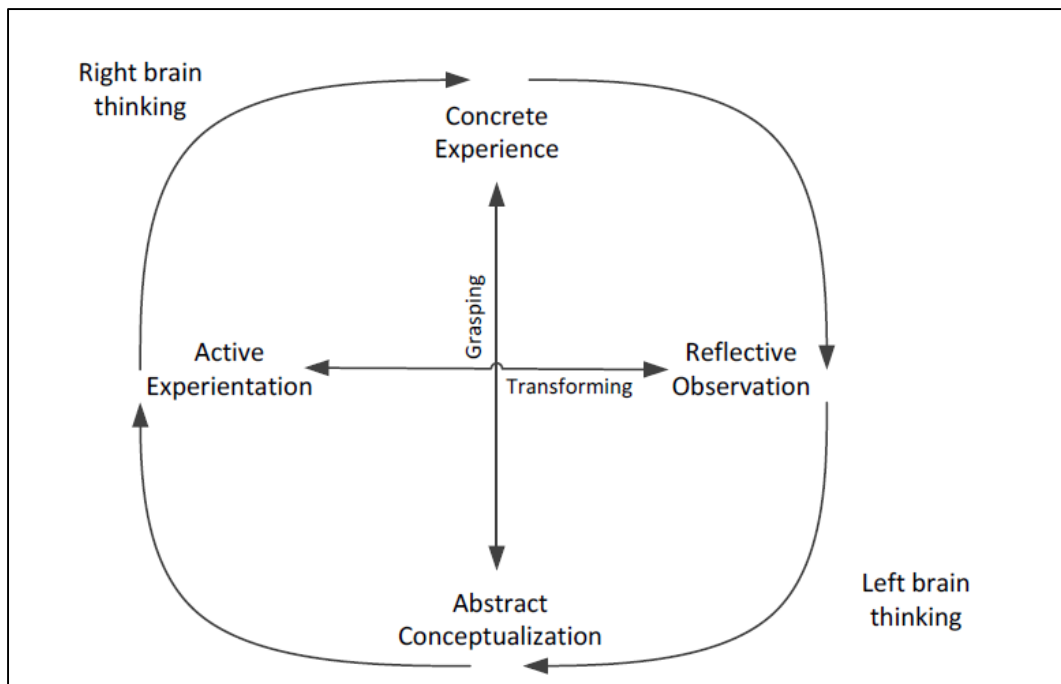 Right brain
thinking
Concrete
Experience
Grasping
Active
Experientation
Transforming
Reflective
Observation
Abstract
Conceptualization
Left brain
thinking